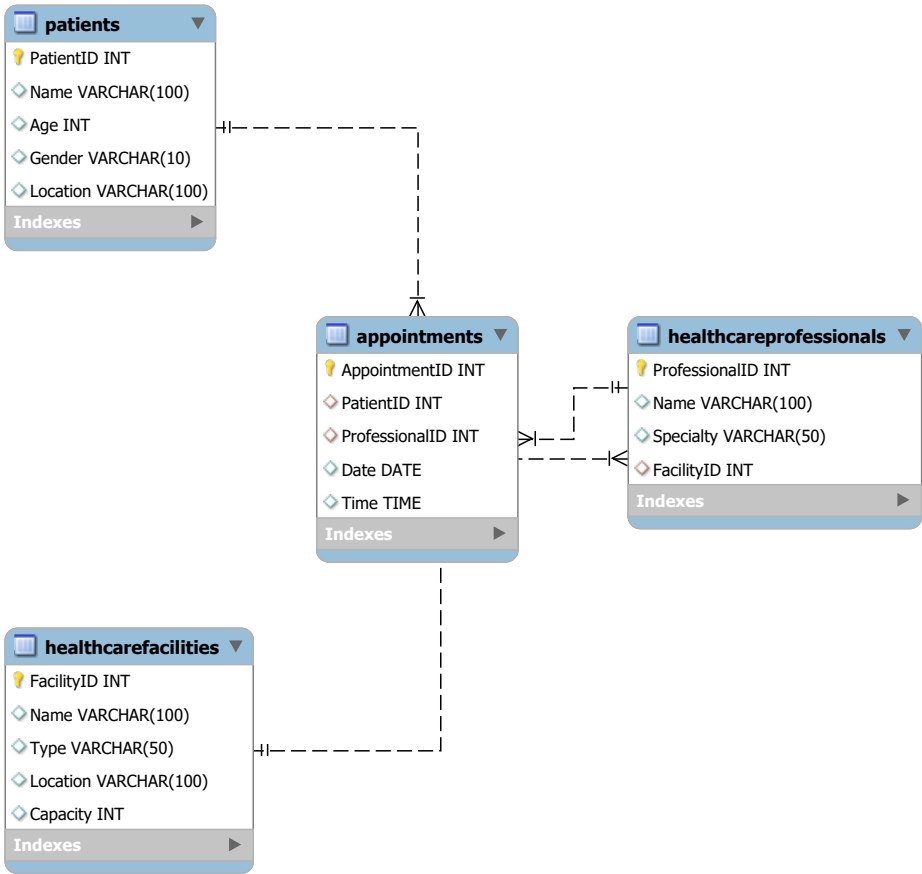 patients
PatientID INT
Name VARCHAR(100)
Age INT
Gender VARCHAR(10)
Location VARCHAR(100)
Indexes
appointments
AppointmentID INT
PatientID INT
ProfessionalID INT
Date DATE
Time TIME
Indexes
healthcareprofessionals
ProfessionalID INT
Name VARCHAR(100)
Specialty VARCHAR(50)
FacilityID INT
Indexes
healthcarefacilities
FacilityID INT
Name VARCHAR(100)
Type VARCHAR(50)
Location VARCHAR(100)
Capacity INT
Indexes